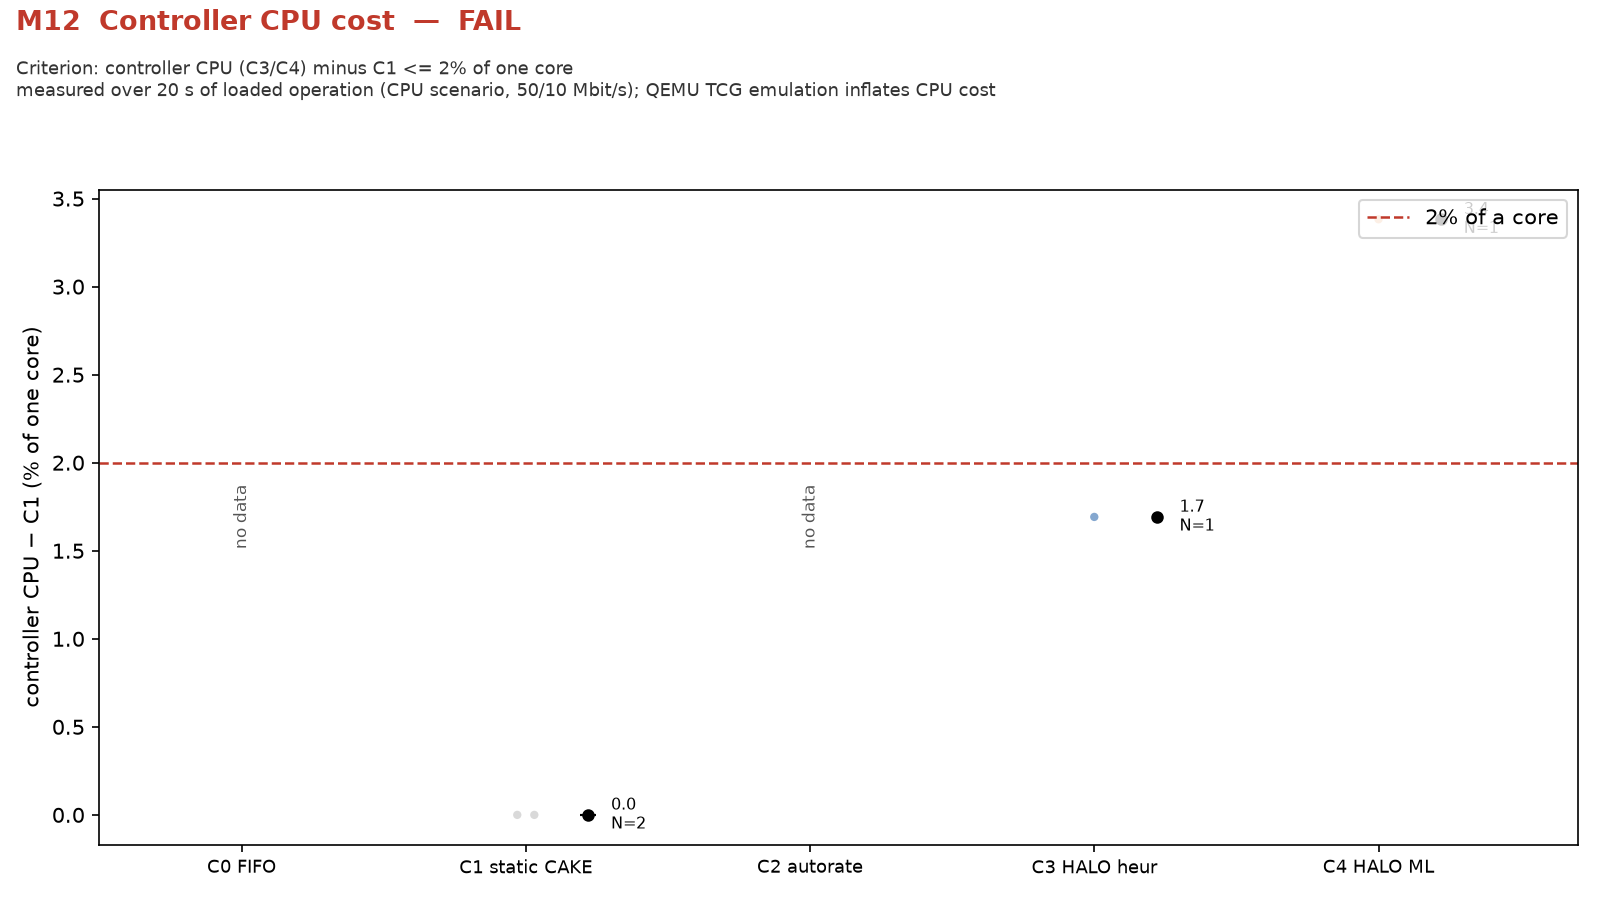 M12 Controller CPU cost — FAIL
Criterion: controller CPU (C3/C4) minus C1 <= 2% of one core
measured over 20 s of loaded operation (CPU scenario, 50/10 Mbit/s); QEMU TCG emulation inflates CPU cost
controller CPU − C1 (% of one core)
3.5
3.0
2.5
2.0
1.5
1.0
0.5
0.0
2% of a core
3.4
N=1
no data
no data
1.7
N=1
0.0
N=2
C0 FIFO
C1 static CAKE
C2 autorate
C3 HALO heur
C4 HALO ML